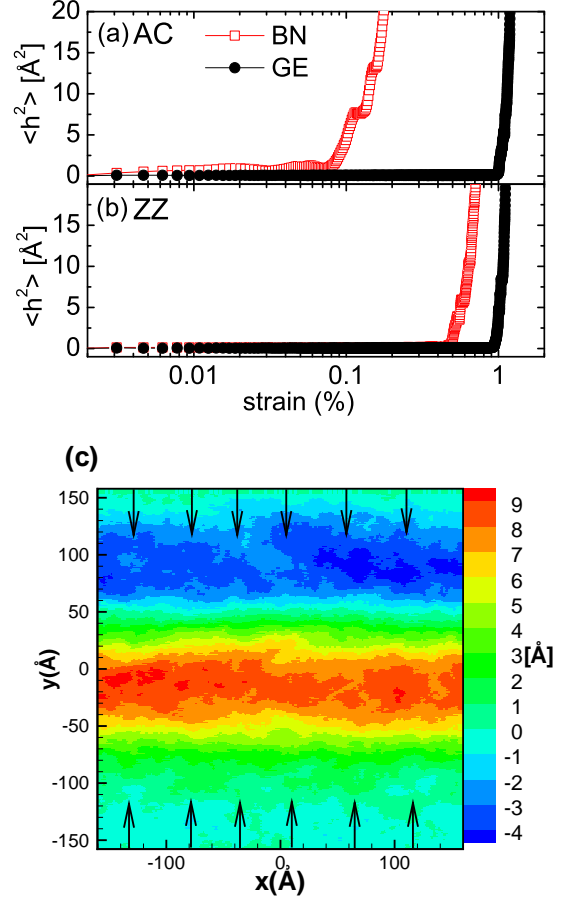 (a) AC
BN
GE
20
15
10
5
0
<h²> [Å²]
(b) ZZ
15
10
5
0
<h²> [Å²]
0.01 0.1 1
strain (%)
(c)
150
100
50
0
-50
-100
-150
y(Å)
-100 0 100
x(Å)
9
8
7
6
5
4
3
2
1
0
-1
-2
-3
-4
[Å]